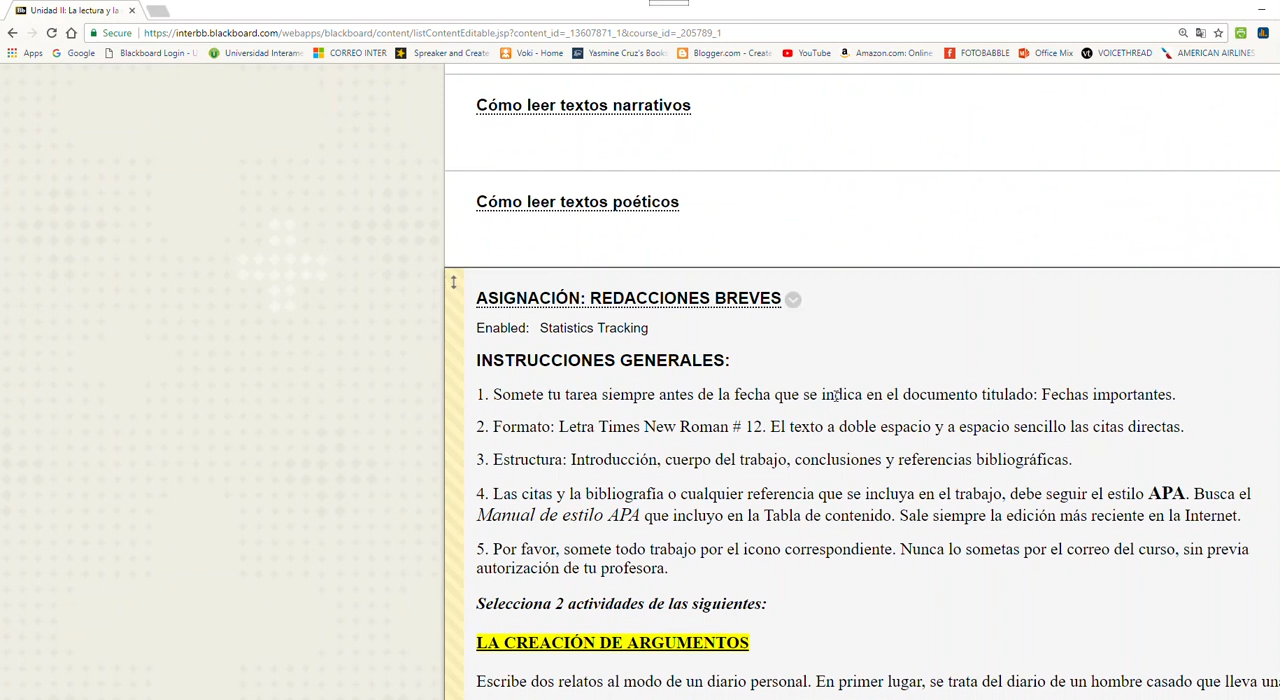 Unidad II: La lectura y la
Secure
https://interbb.blackboard.com/webapps/blackboard/content/listContentEditable.jsp?content_id=_13607871_1&course_id=_205789_1
Apps Google Blackboard Login - U Universidad Interame CORREO INTER Spreaker and Create Voki - Home Yasmine Cruz's Book Blogger.com - Create YouTube Amazon.com: Online FOTOBABBLE Office Mix VOICETHREAD AMERICAN AIRLINES
Cómo leer textos narrativos
Cómo leer textos poéticos
ASIGNACIÓN: REDACCIONES BREVES
Enabled: Statistics Tracking
INSTRUCCIONES GENERALES:
1. Somete tu tarea siempre antes de la fecha que se indica en el documento titulado: Fechas importantes.
2. Formato: Letra Times New Roman # 12. El texto a doble espacio y a espacio sencillo las citas directas.
3. Estructura: Introducción, cuerpo del trabajo, conclusiones y referencias bibliográficas.
4. Las citas y la bibliografía o cualquier referencia que se incluya en el trabajo, debe seguir el estilo APA. Busca el
Manual de estilo APA que incluyo en la Tabla de contenido. Sale siempre la edición más reciente en la Internet.
5. Por favor, somete todo trabajo por el icono correspondiente. Nunca lo sometas por el correo del curso, sin previa
autorización de tu profesora.
Selecciona 2 actividades de las siguientes:
LA CREACIÓN DE ARGUMENTOS
Escribe dos relatos al modo de un diario personal. En primer lugar, se trata del diario de un hombre casado que lleva una